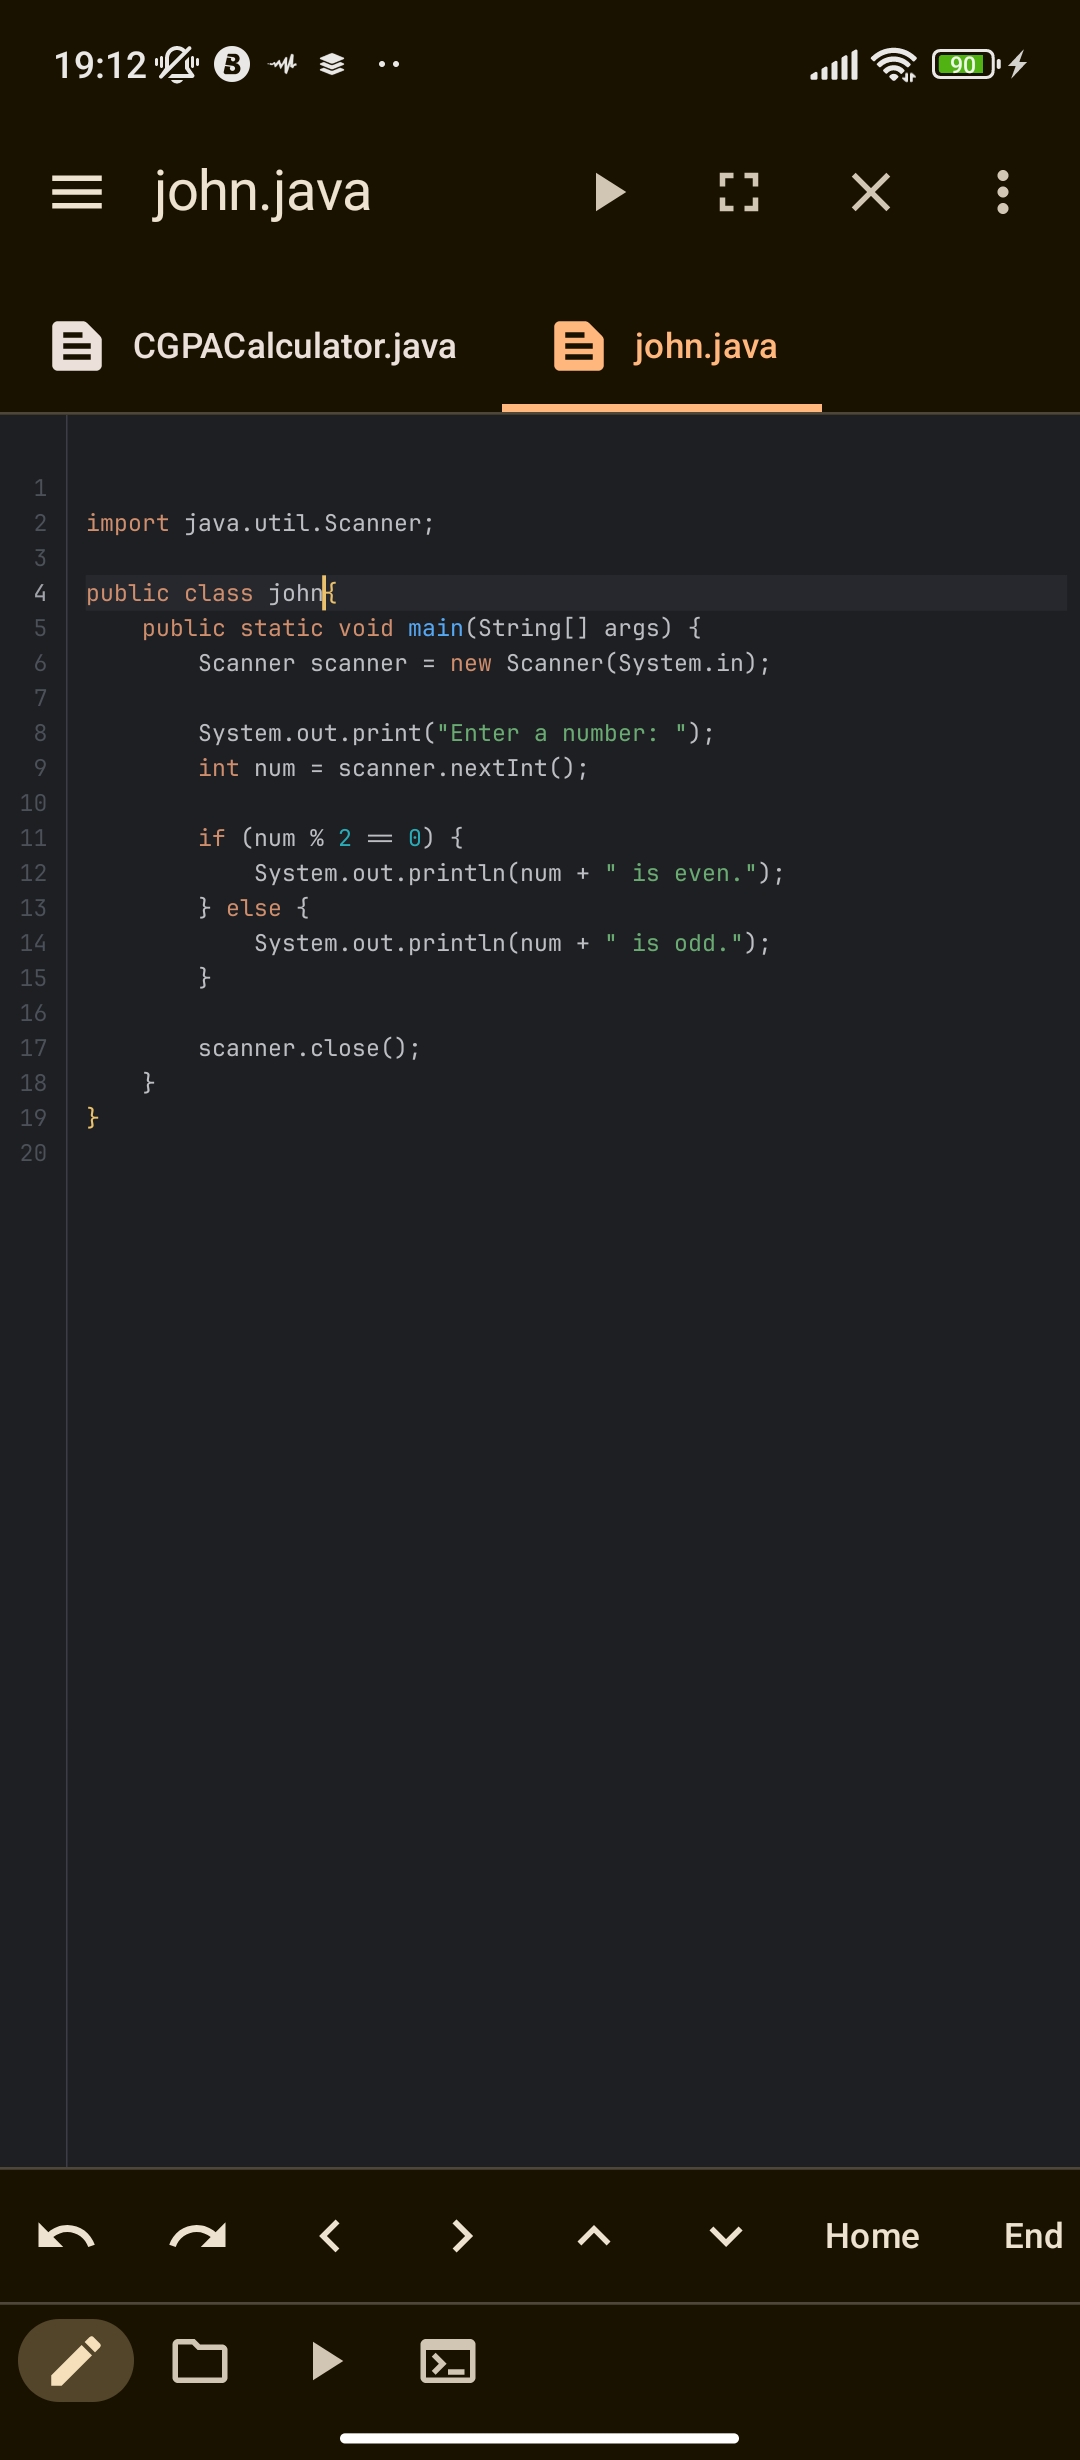 19:12
90
john.java
CGPACalculator.java
john.java
1
2 import java.util.Scanner;
3
4 public class john{
5     public static void main(String[] args) {
6         Scanner scanner = new Scanner(System.in);
7
8         System.out.print("Enter a number: ");
9         int num = scanner.nextInt();
10
11         if (num % 2 == 0) {
12             System.out.println(num + " is even.");
13         } else {
14             System.out.println(num + " is odd.");
15         }
16
17         scanner.close();
18     }
19 }
20
Home
End